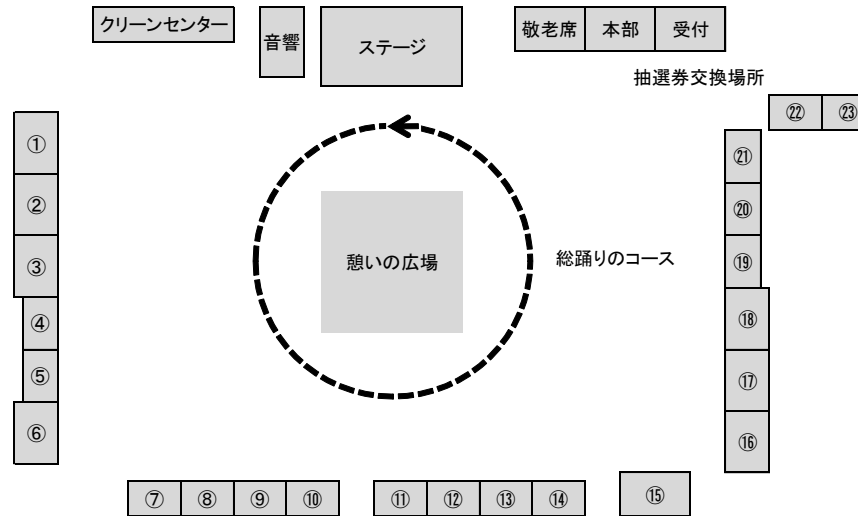 クリーンセンター
音響
ステージ
敬老席
本部
受付
抽選券交換場所
㉒
㉓
①
②
③
④
⑤
⑥
憩いの広場
総踊りのコース
㉑
⑳
⑲
⑱
⑰
⑯
⑦
⑧
⑨
⑩
⑪
⑫
⑬
⑭
⑮